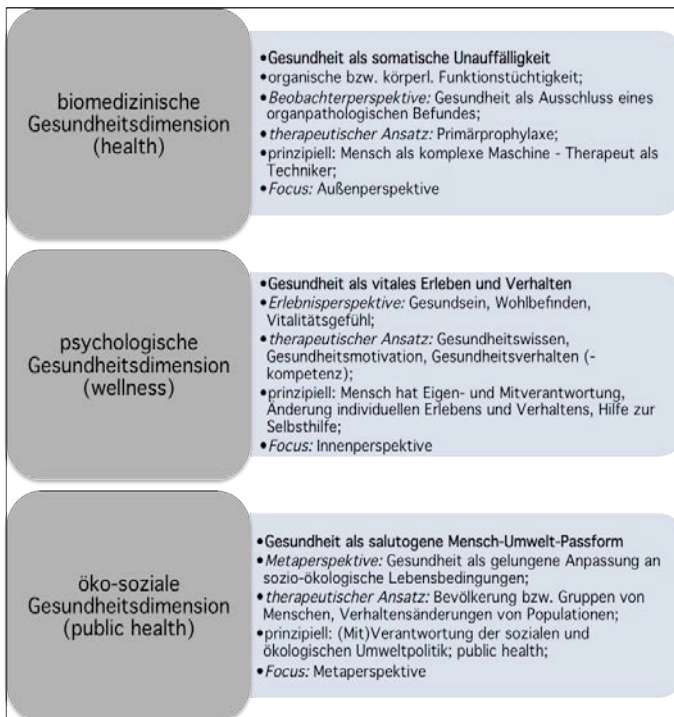 biomedizinische
Gesundheitsdimension
(health)
•Gesundheit als somatische Unauffälligkeit
•organische bzw. körperl. Funktionstüchtigkeit;
•Beobachterperspektive: Gesundheit als Ausschluss eines
organpathologischen Befundes;
•therapeutischer Ansatz: Primärprophylaxe;
•prinzipiell: Mensch als komplexe Maschine - Therapeut als
Techniker;
•Focus: Außenperspektive
psychologische
Gesundheitsdimension
(wellness)
•Gesundheit als vitales Erleben und Verhalten
•Erlebnisperspektive: Gesundsein, Wohlbefinden,
Vitalitätsgefühl;
•therapeutischer Ansatz: Gesundheitswissen,
Gesundheitsmotivation, Gesundheitsverhalten (-
kompetenz);
•prinzipiell: Mensch hat Eigen- und Mitverantwortung,
Änderung individuellen Erlebens und Verhaltens, Hilfe zur
Selbsthilfe;
•Focus: Innenperspektive
öko-soziale
Gesundheitsdimension
(public health)
•Gesundheit als salutogene Mensch-Umwelt-Passform
•Metaperspektive: Gesundheit als gelungene Anpassung an
sozio-ökologische Lebensbedingungen;
•therapeutischer Ansatz: Bevölkerung bzw. Gruppen von
Menschen, Verhaltensänderungen von Populationen;
•prinzipiell: (Mit)Verantwortung der sozialen und
ökologischen Umweltpolitik; public health;
•Focus: Metaperspektive